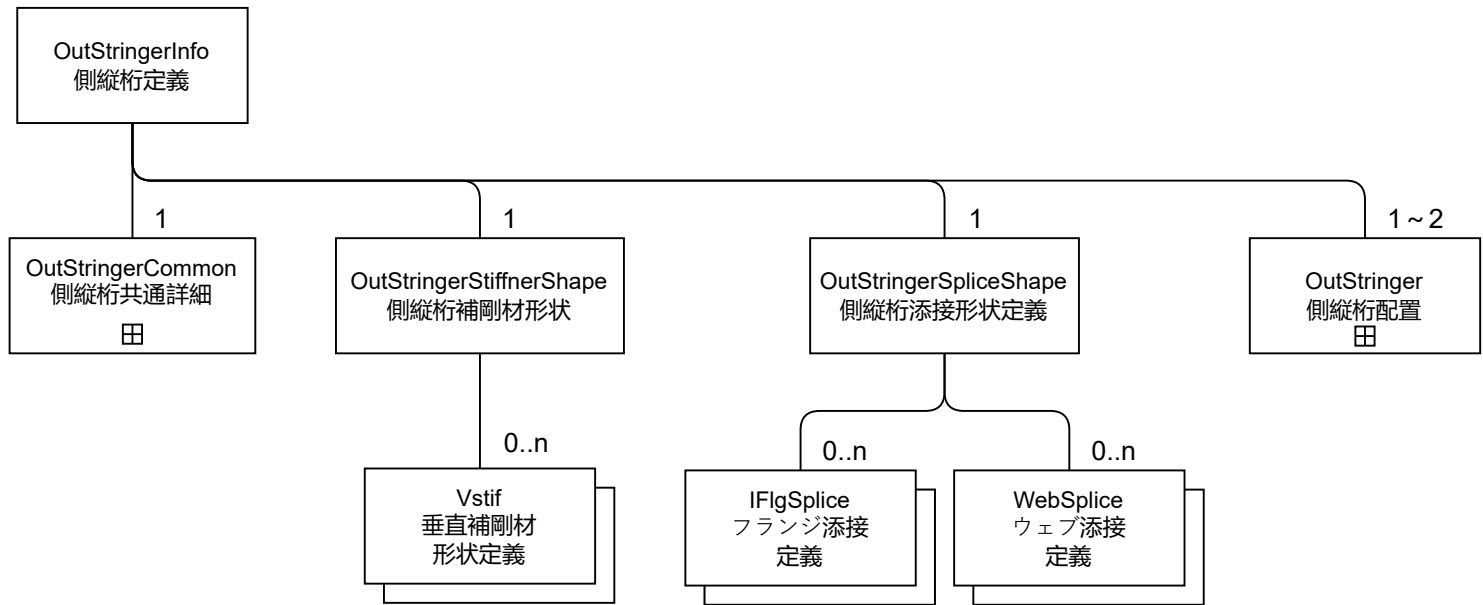 OutStringerInfo
側縦桁定義
1
1
1
1～2
OutStringerCommon
側縦桁共通詳細
OutStringerStiffnerShape
側縦桁補剛材形状
OutStringerSpliceShape
側縦桁添接形状定義
OutStringer
側縦桁配置
0..n
0..n
0..n
Vstif
垂直補剛材
形状定義
IFlgSplice
フランジ添接
定義
WebSplice
ウェブ添接
定義